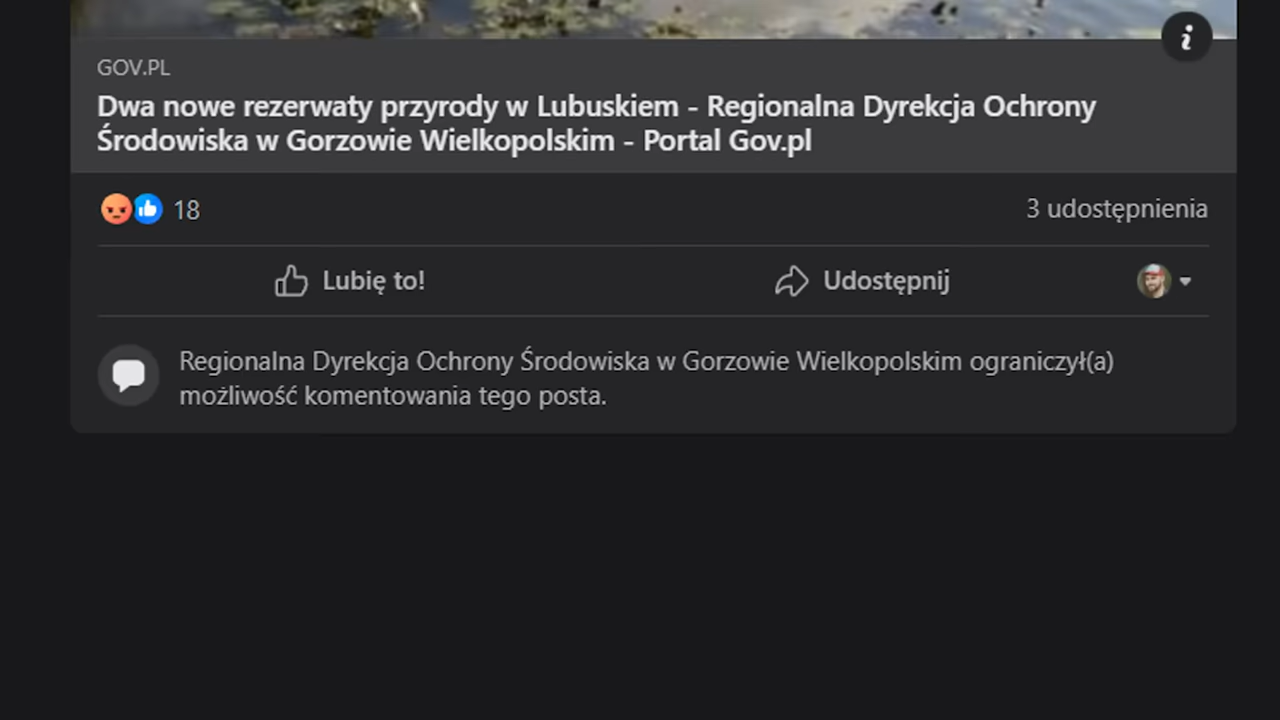 GOV.PL
Dwa nowe rezerwaty przyrody w Lubuskiem - Regionalna Dyrekcja Ochrony
Środowiska w Gorzowie Wielkopolskim - Portal Gov.pl
18
3 udostępnienia
Lubię to!
Udostępnij
Regionalna Dyrekcja Ochrony Środowiska w Gorzowie Wielkopolskim ograniczył(a)
możliwość komentowania tego posta.